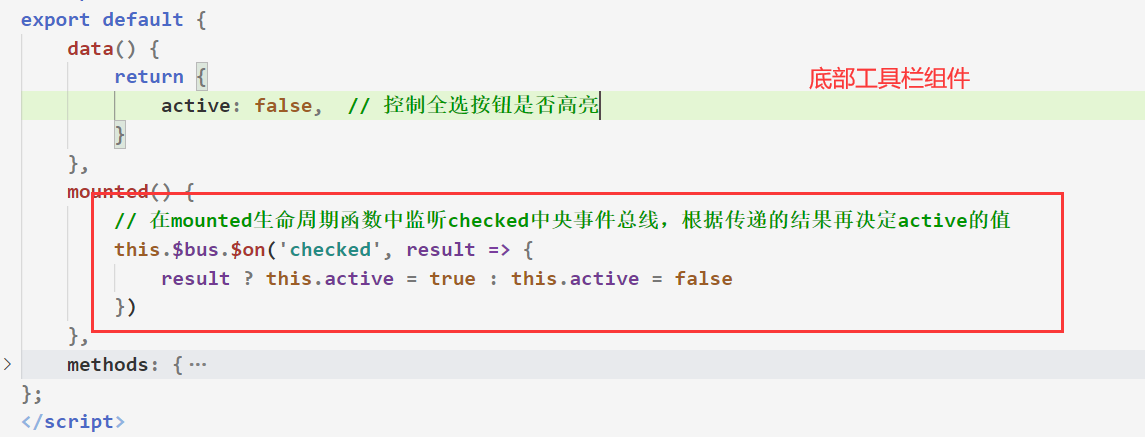 export default {
data() {
return {
底部工具栏组件
active: false,  // 控制全选按钮是否高亮
}
},
mounted() {
// 在mounted生命周期函数中监听checked中央事件总线，根据传递的结果再决定active的值
this.$bus.$on('checked', result => {
result ? this.active = true : this.active = false
})
},
methods: { ⋯
};
</script>